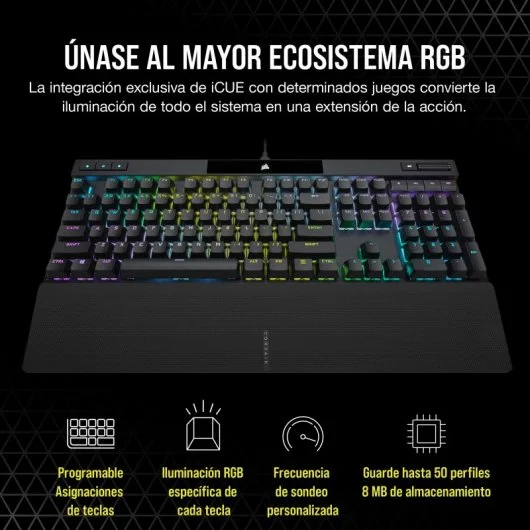 ÚNASE AL MAYOR ECOSISTEMA RGB
La integración exclusiva de iCUE con determinados juegos convierte la
iluminación de todo el sistema en una extensión de la acción.
CORSAIR
Programable
Asignaciones
de teclas
Iluminación RGB
específica de
cada tecla
Frecuencia
de sondeo
personalizada
Guarde hasta 50 perfiles
8 MB de almacenamiento